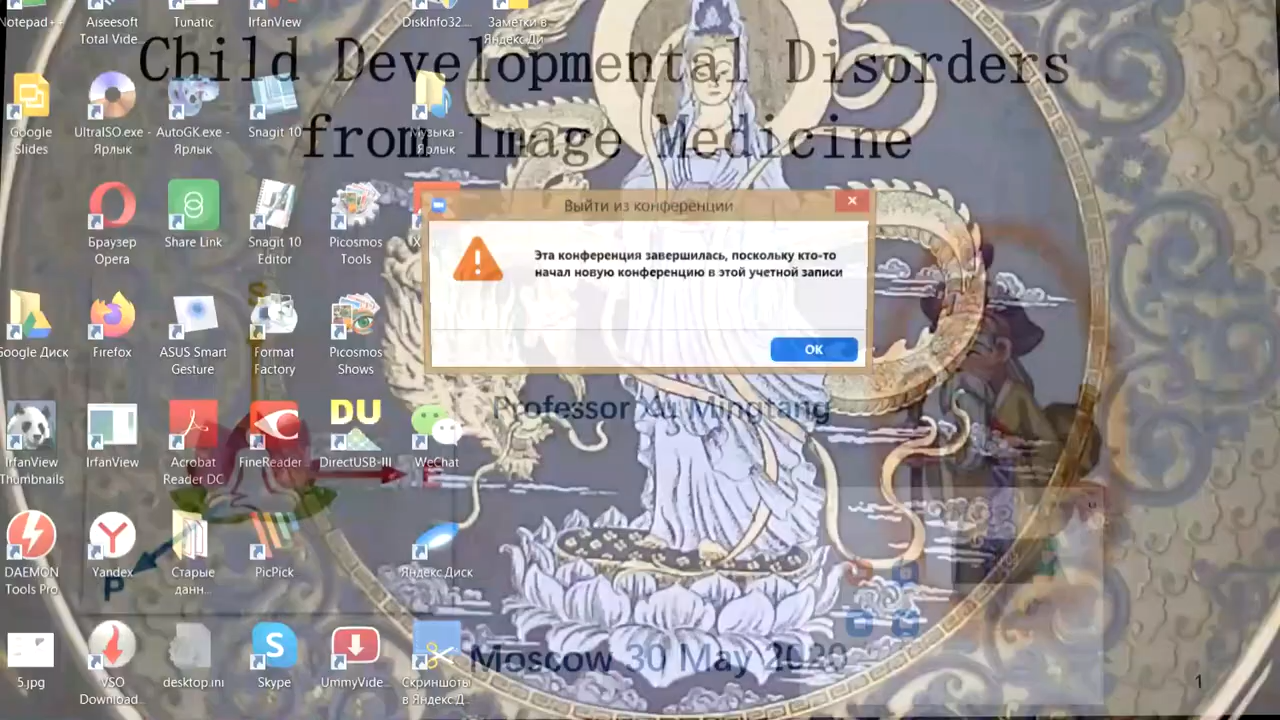 Notepad++
Aiseesoft
Total Vide...
Tunatic
IrfanView
DiskInfo32...
Заметки в
Яндекс.Ди...
Child Developmental Disorders
from Image Medicine
Google
Slides
UltraISO.exe -
Ярлык
AutoGK.exe -
Ярлык
Snagit 10
Музыка -
Ярлык
Браузер
Opera
Share Link
Snagit 10
Editor
Picosmos
Tools
Выйти из конференции
Эта конференция завершилась, поскольку кто-то
начал новую конференцию в этой учетной записи
OK
Google Диск
Firefox
ASUS Smart
Gesture
Format
Factory
Picosmos
Shows
Professor Xu Mingtang
IrfanView
Thumbnails
IrfanView
Acrobat
Reader DC
FineReader...
DU
DirectUSB-III
WeChat
E
S
P
DAEMON
Tools Pro
Yandex
Старые
данн...
PicPick
Яндекс.Диск
Moscow 30 May 2020
5.jpg
VSO
Download...
desktop.ini
Skype
UmmyVide...
Скриншоты
в Яндекс.Д...
1